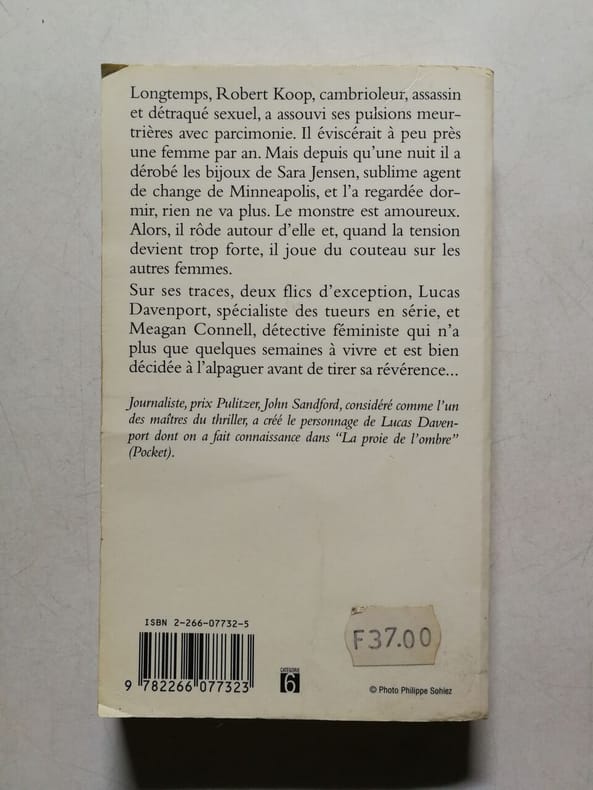 Longtemps, Robert Koop, cambrioleur, assassin
et détraqué sexuel, a assouvi ses pulsions meur-
trières avec parcimonie. Il éviscérait à peu près
une femme par an. Mais depuis qu'une nuit il a
dérobé les bijoux de Sara Jensen, sublime agent
de change de Minneapolis, et l'a regardée dor-
mir, rien ne va plus. Le monstre est amoureux.
Alors, il rôde autour d'elle et, quand la tension
devient trop forte, il joue du couteau sur les
autres femmes.
Sur ses traces, deux flics d'exception, Lucas
Davenport, spécialiste des tueurs en série, et
Meagan Connell, détective féministe qui n'a
plus que quelques semaines à vivre et est bien
décidée à l'alpaguer avant de tirer sa révérence...
Journaliste, prix Pulitzer, John Sandford, considéré comme l'un
des maîtres du thriller, a créé le personnage de Lucas Daven-
port dont on a fait connaissance dans "La proie de l'ombre"
(Pocket).
ISBN 2-266-07732-5
9 782266 077323
CATÉGORIE
6
F37.00
© Photo Philippe Sohiez